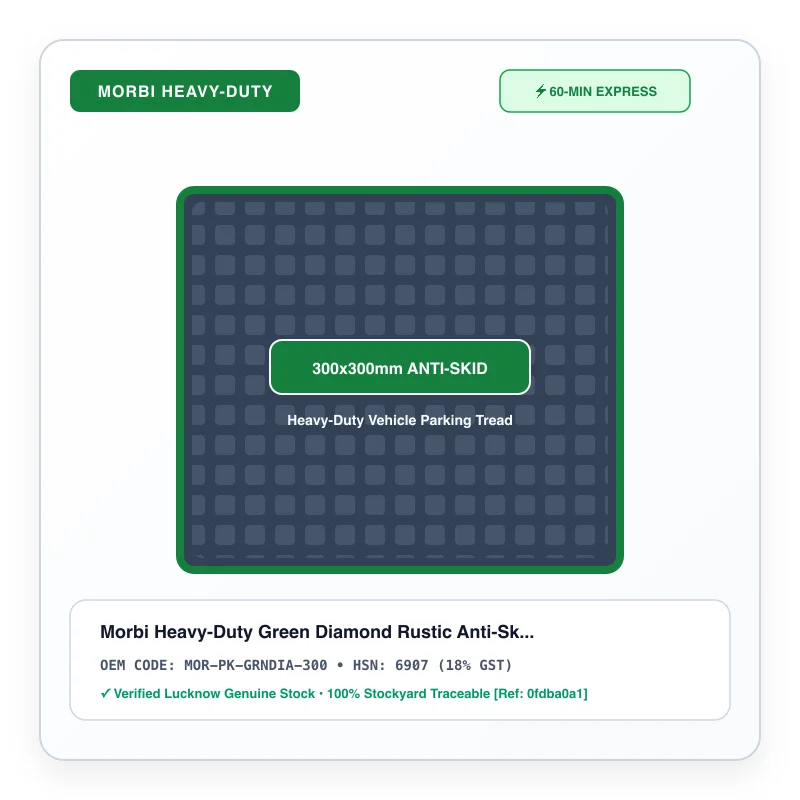 MORBI HEAVY-DUTY
⚡60-MIN EXPRESS
300x300mm ANTI-SKID
Heavy-Duty Vehicle Parking Tread
Morbi Heavy-Duty Green Diamond Rustic Anti-Sk...
OEM CODE: MOR-PK-GRNDIA-300 • HSN: 6907 (18% GST)
✓ Verified Lucknow Genuine Stock • 100% Stockyard Traceable [Ref: 0fdba0a1]